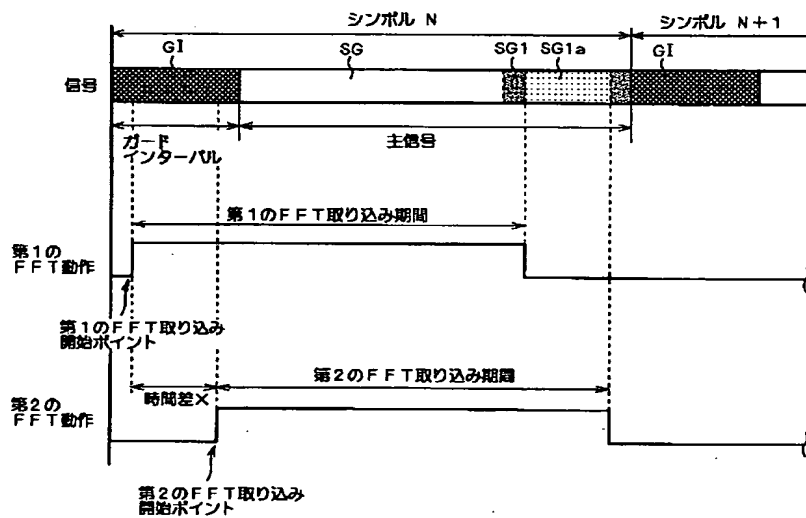 シンボル N
シンボル N+1
GI
SG
SG1
SG1a
GI
信号
ガード
インターバル
主信号
第1のFFT取り込み期間
第1の
FFT動作
第1のFFT取り込み
開始ポイント
第2のFFT取り込み期間
時間差X
第2の
FFT動作
第2のFFT取り込み
開始ポイント